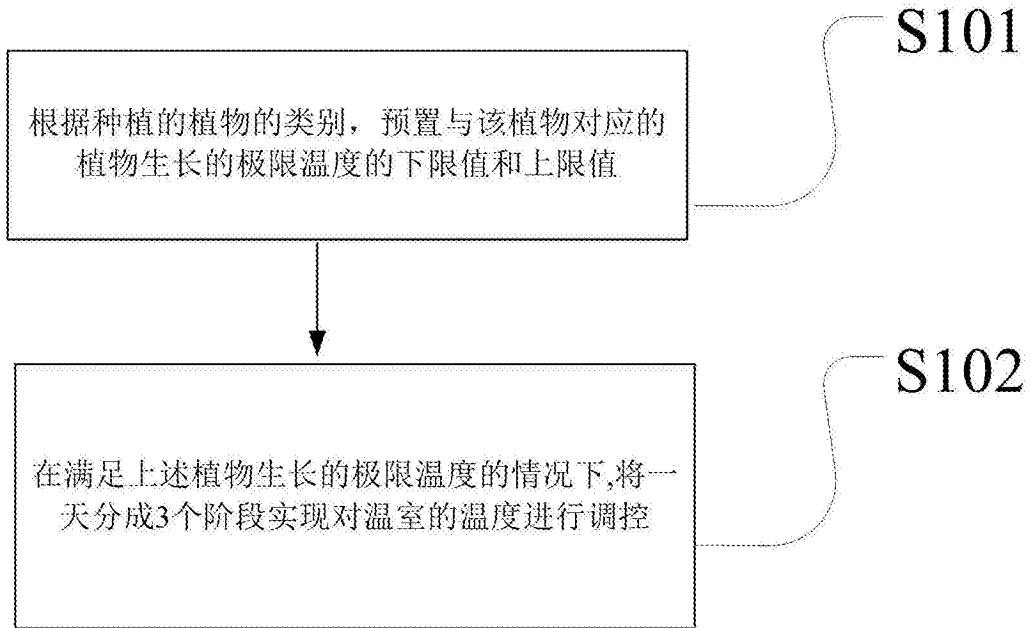 S101
根据种植的植物的类别，预置与该植物对应的
植物生长的极限温度的下限值和上限值
S102
在满足上述植物生长的极限温度的情况下,将一
天分成3个阶段实现对温室的温度进行调控